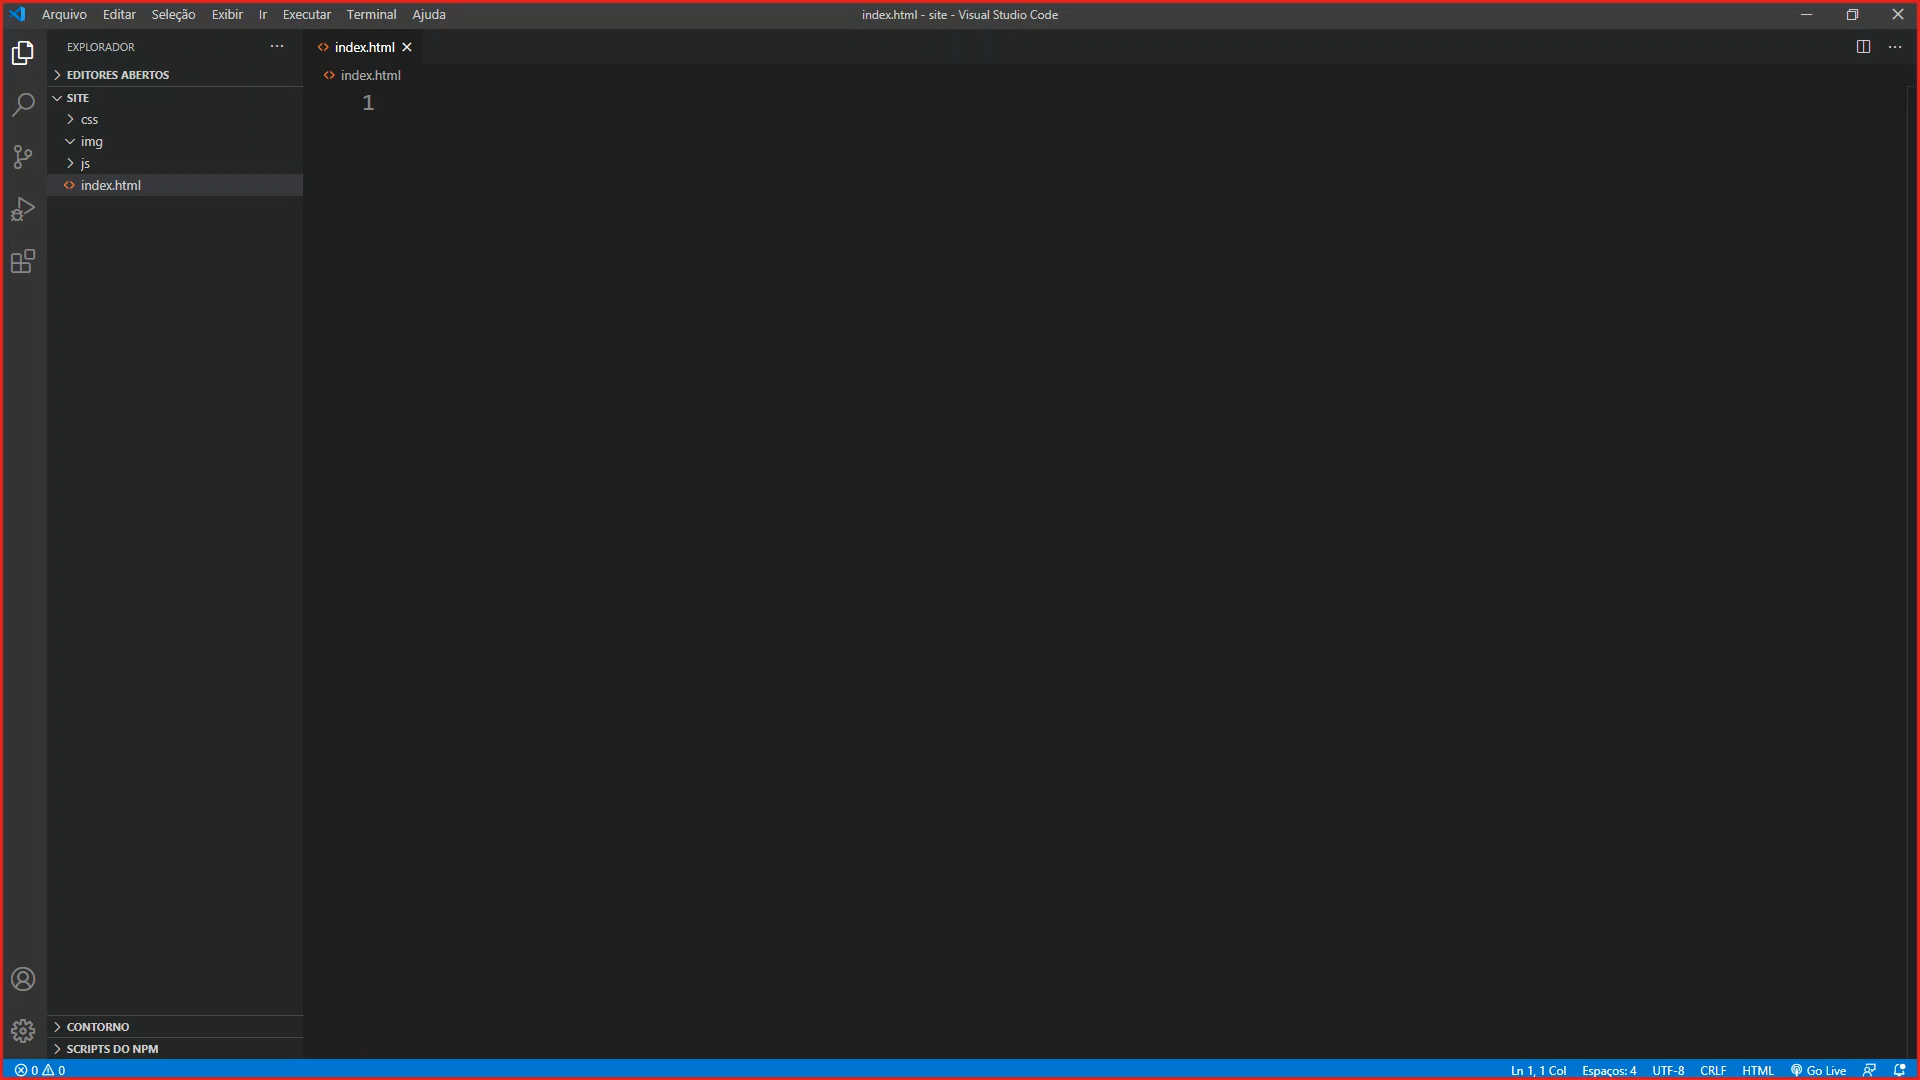 Arquivo Editar Seleção Exibir Ir Executar Terminal Ajuda
index.html - site - Visual Studio Code
EXPLORADOR
EDITORES ABERTOS
SITE
css
img
js
index.html
CONTORNO
SCRIPTS DO NPM
index.html
index.html
1
0 0
Ln 1, 1 Col Espaços: 4 UTF-8 CRLF HTML Go Live